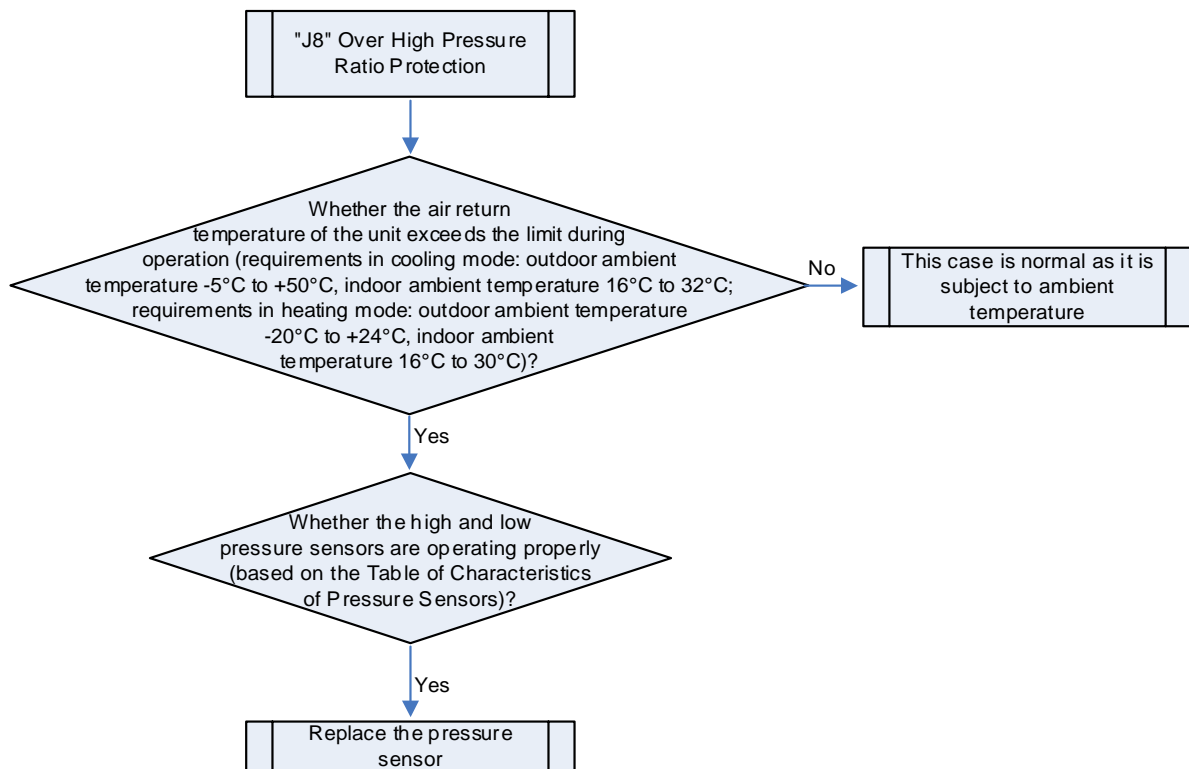 "J8" Over High Pressure
Ratio Protection
Whether the air return
temperature of the unit exceeds the limit during
operation (requirements in cooling mode: outdoor ambient
temperature -5°C to +50°C, indoor ambient temperature 16°C to 32°C;
requirements in heating mode: outdoor ambient temperature
-20°C to +24°C, indoor ambient
temperature 16°C to 30°C)?
No
This case is normal as it is
subject to ambient
temperature
Yes
Whether the high and low
pressure sensors are operating properly
(based on the Table of Characteristics
of Pressure Sensors)?
Yes
Replace the pressure
sensor